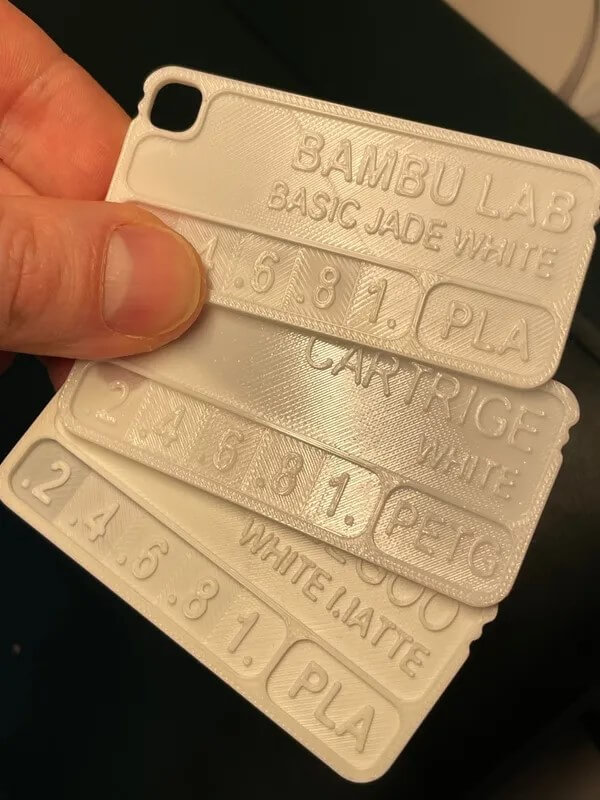 BAMBU LAB
BASIC JADE WHITE
4 .6 .8 1. PLA
CARTRIGE
WHITE
.2 .4 .6 .8 1. PETG
WHITE MATTE
.2 .4 .6 .8 1. PLA